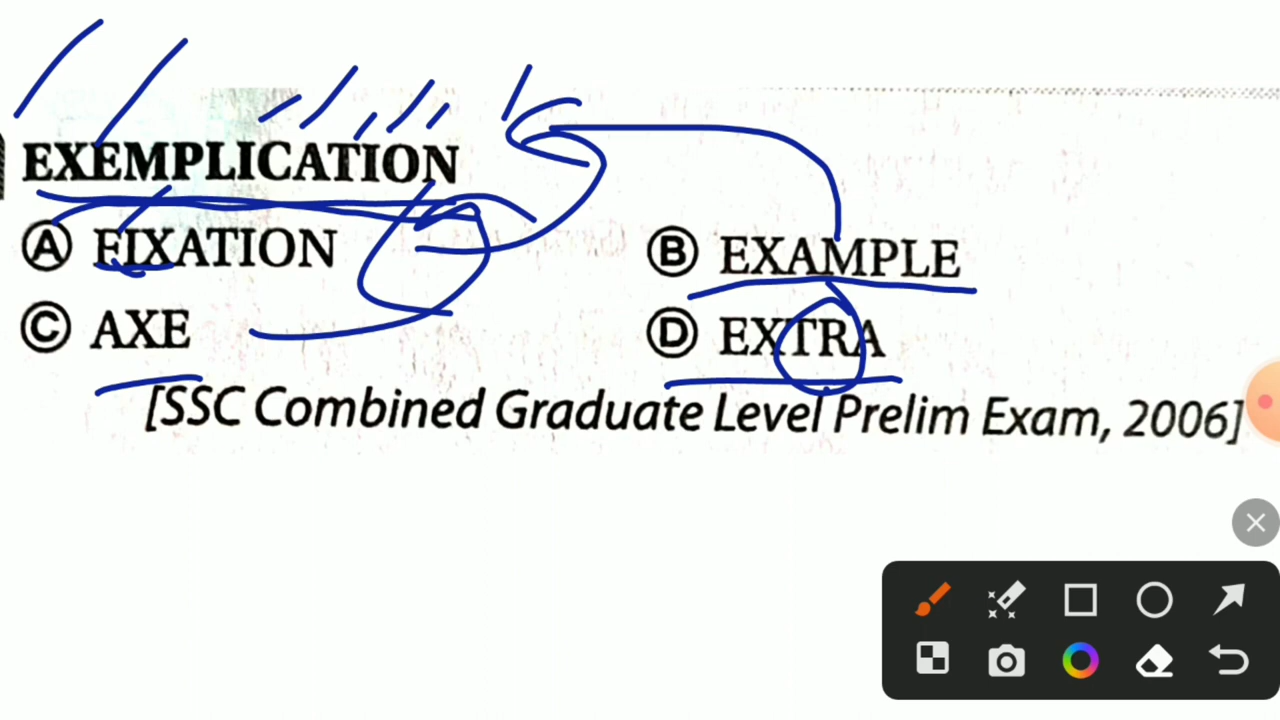 EXEMPLICATION
Ⓐ FIXATION Ⓑ EXAMPLE
Ⓒ AXE Ⓓ EXTRA
[SSC Combined Graduate Level Prelim Exam, 2006]